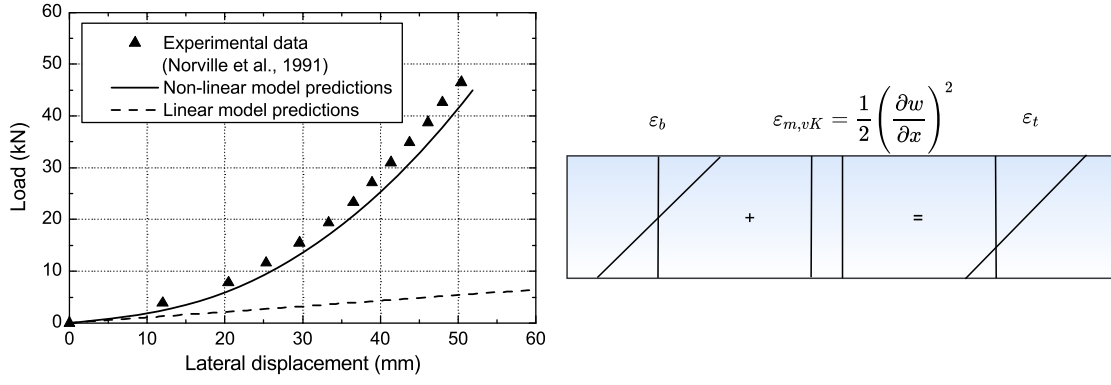 60
50
40
30
20
10
0
Load (kN)
Experimental data
(Norville et al., 1991)
Non-linear model predictions
Linear model predictions
0 10 20 30 40 50 60
Lateral displacement (mm)
ε_b
ε_{m,vK} = 1/2 (∂w/∂x)^2
ε_t
+
=